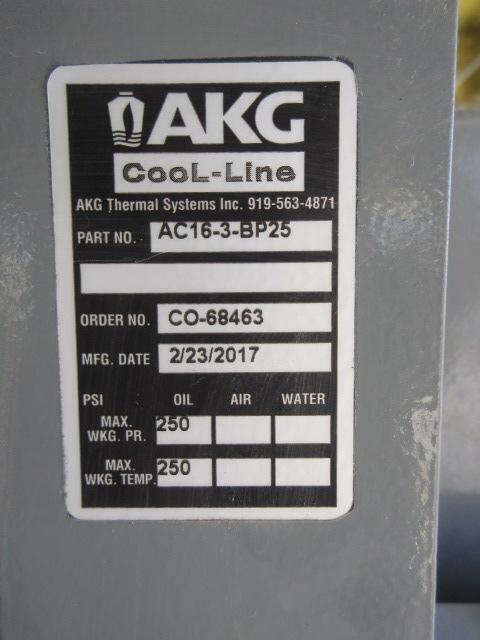 AKG
CooL-Line
AKG Thermal Systems Inc. 919-563-4871
PART NO. AC16-3-BP25
ORDER NO. CO-68463
MFG. DATE 2/23/2017
PSI OIL AIR WATER
MAX.
WKG. PR. 250
MAX.
WKG. TEMP. 250